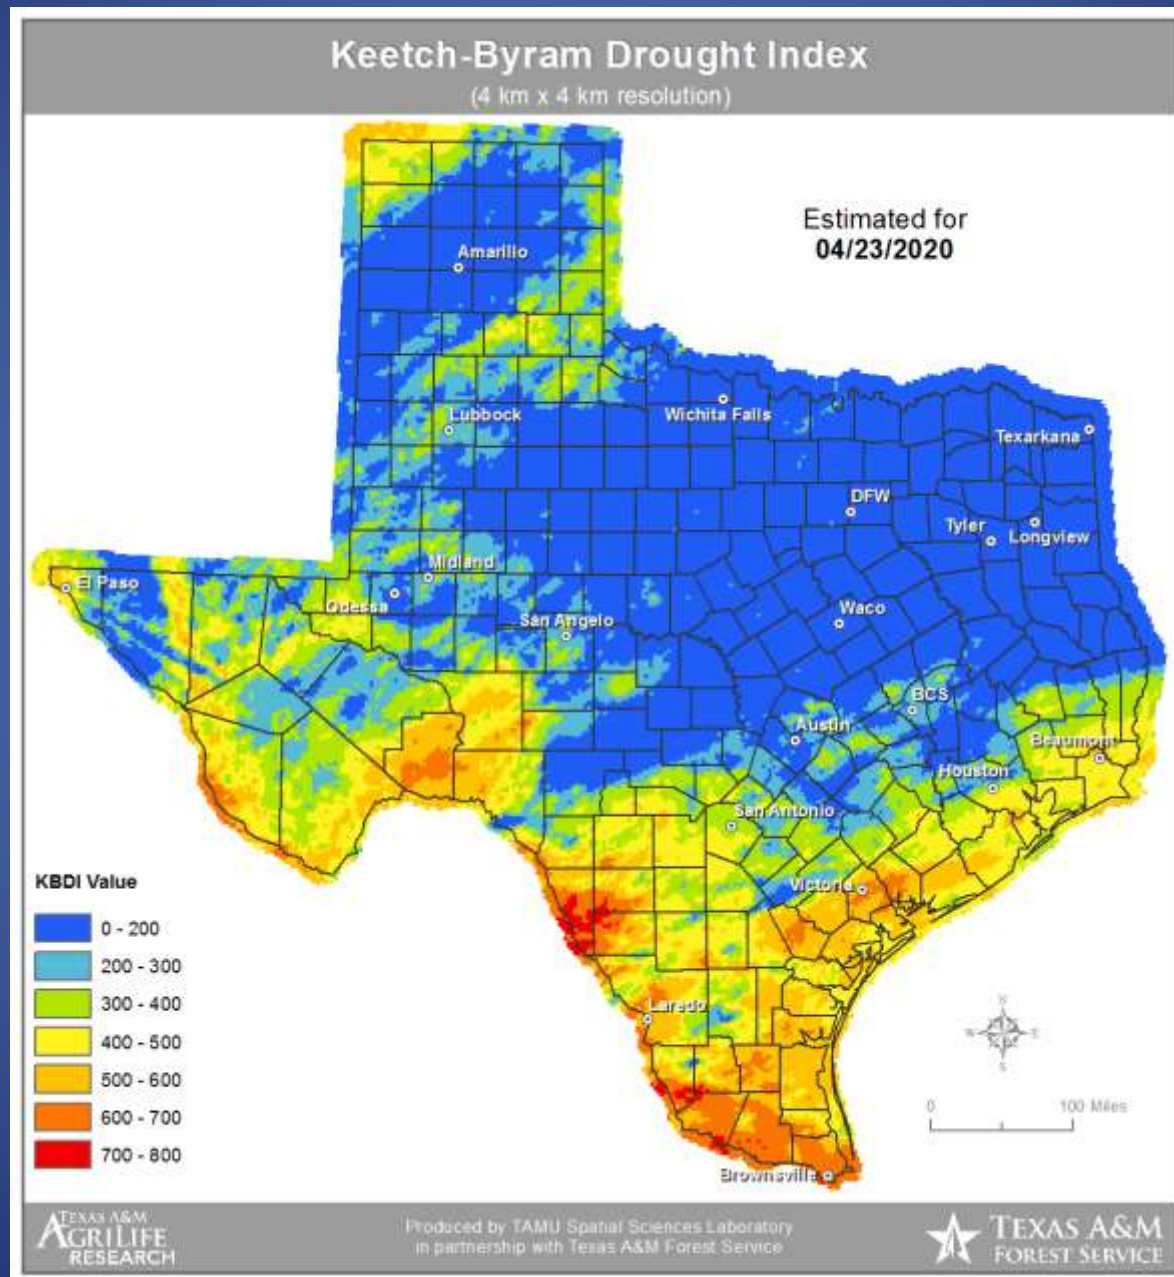 Keetch-Byram Drought Index
(4 km x 4 km resolution)
Estimated for
04/23/2020
Amarillo
Lubbock
Wichita Falls
Texarkana
DFW
Tyler
Longview
Midland
El Paso
Odessa
San Angelo
Waco
BCS
Austin
Beaumont
Houston
San Antonio
Victoria
Laredo
Brownsville
KBDI Value
0 - 200
200 - 300
300 - 400
400 - 500
500 - 600
600 - 700
700 - 800
N
W E
S
0 100 Miles
TEXAS A&M
AGRILIFE
RESEARCH
Produced by TAMU Spatial Sciences Laboratory
in partnership with Texas A&M Forest Service
TEXAS A&M
FOREST SERVICE